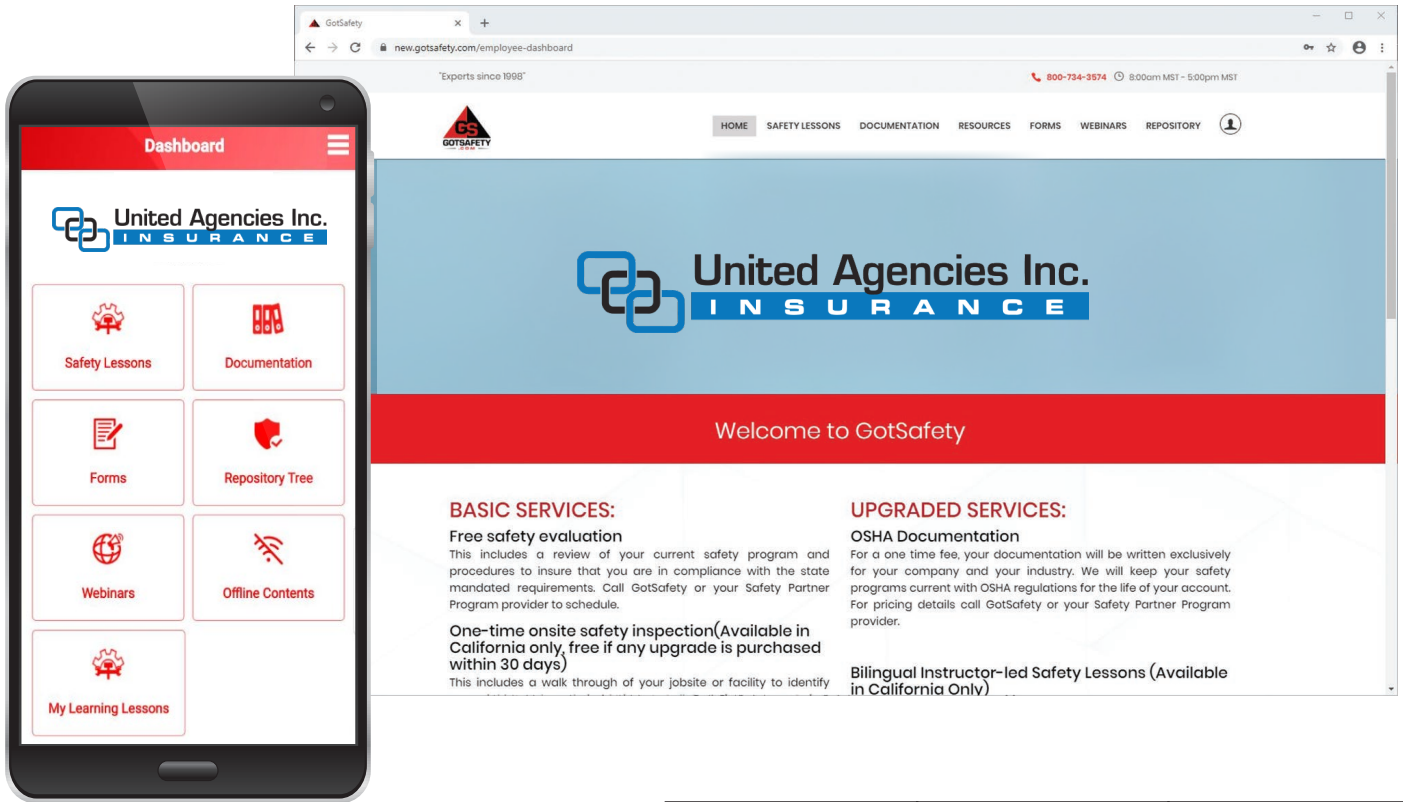 GotSafety
new.gotsafety.com/employee-dashboard
"Experts since 1998"
800-734-3574 8:00am MST - 5:00pm MST
GS
GOTSAFETY
.COM
HOME SAFETY LESSONS DOCUMENTATION RESOURCES FORMS WEBINARS REPOSITORY
United Agencies Inc.
INSURANCE
Welcome to GotSafety
BASIC SERVICES:
Free safety evaluation
This includes a review of your current safety program and
procedures to insure that you are in compliance with the state
mandated requirements. Call GotSafety or your Safety Partner
Program provider to schedule.
One-time onsite safety inspection(Available in
California only, free if any upgrade is purchased
within 30 days)
This includes a walk through of your jobsite or facility to identify
UPGRADED SERVICES:
OSHA Documentation
For a one time fee, your documentation will be written exclusively
for your company and your industry. We will keep your safety
programs current with OSHA regulations for the life of your account.
For pricing details call GotSafety or your Safety Partner Program
provider.
Bilingual Instructor-led Safety Lessons (Available
in California Only)
Dashboard
United Agencies Inc.
INSURANCE
Safety Lessons
Documentation
Forms
Repository Tree
Webinars
Offline Contents
My Learning Lessons